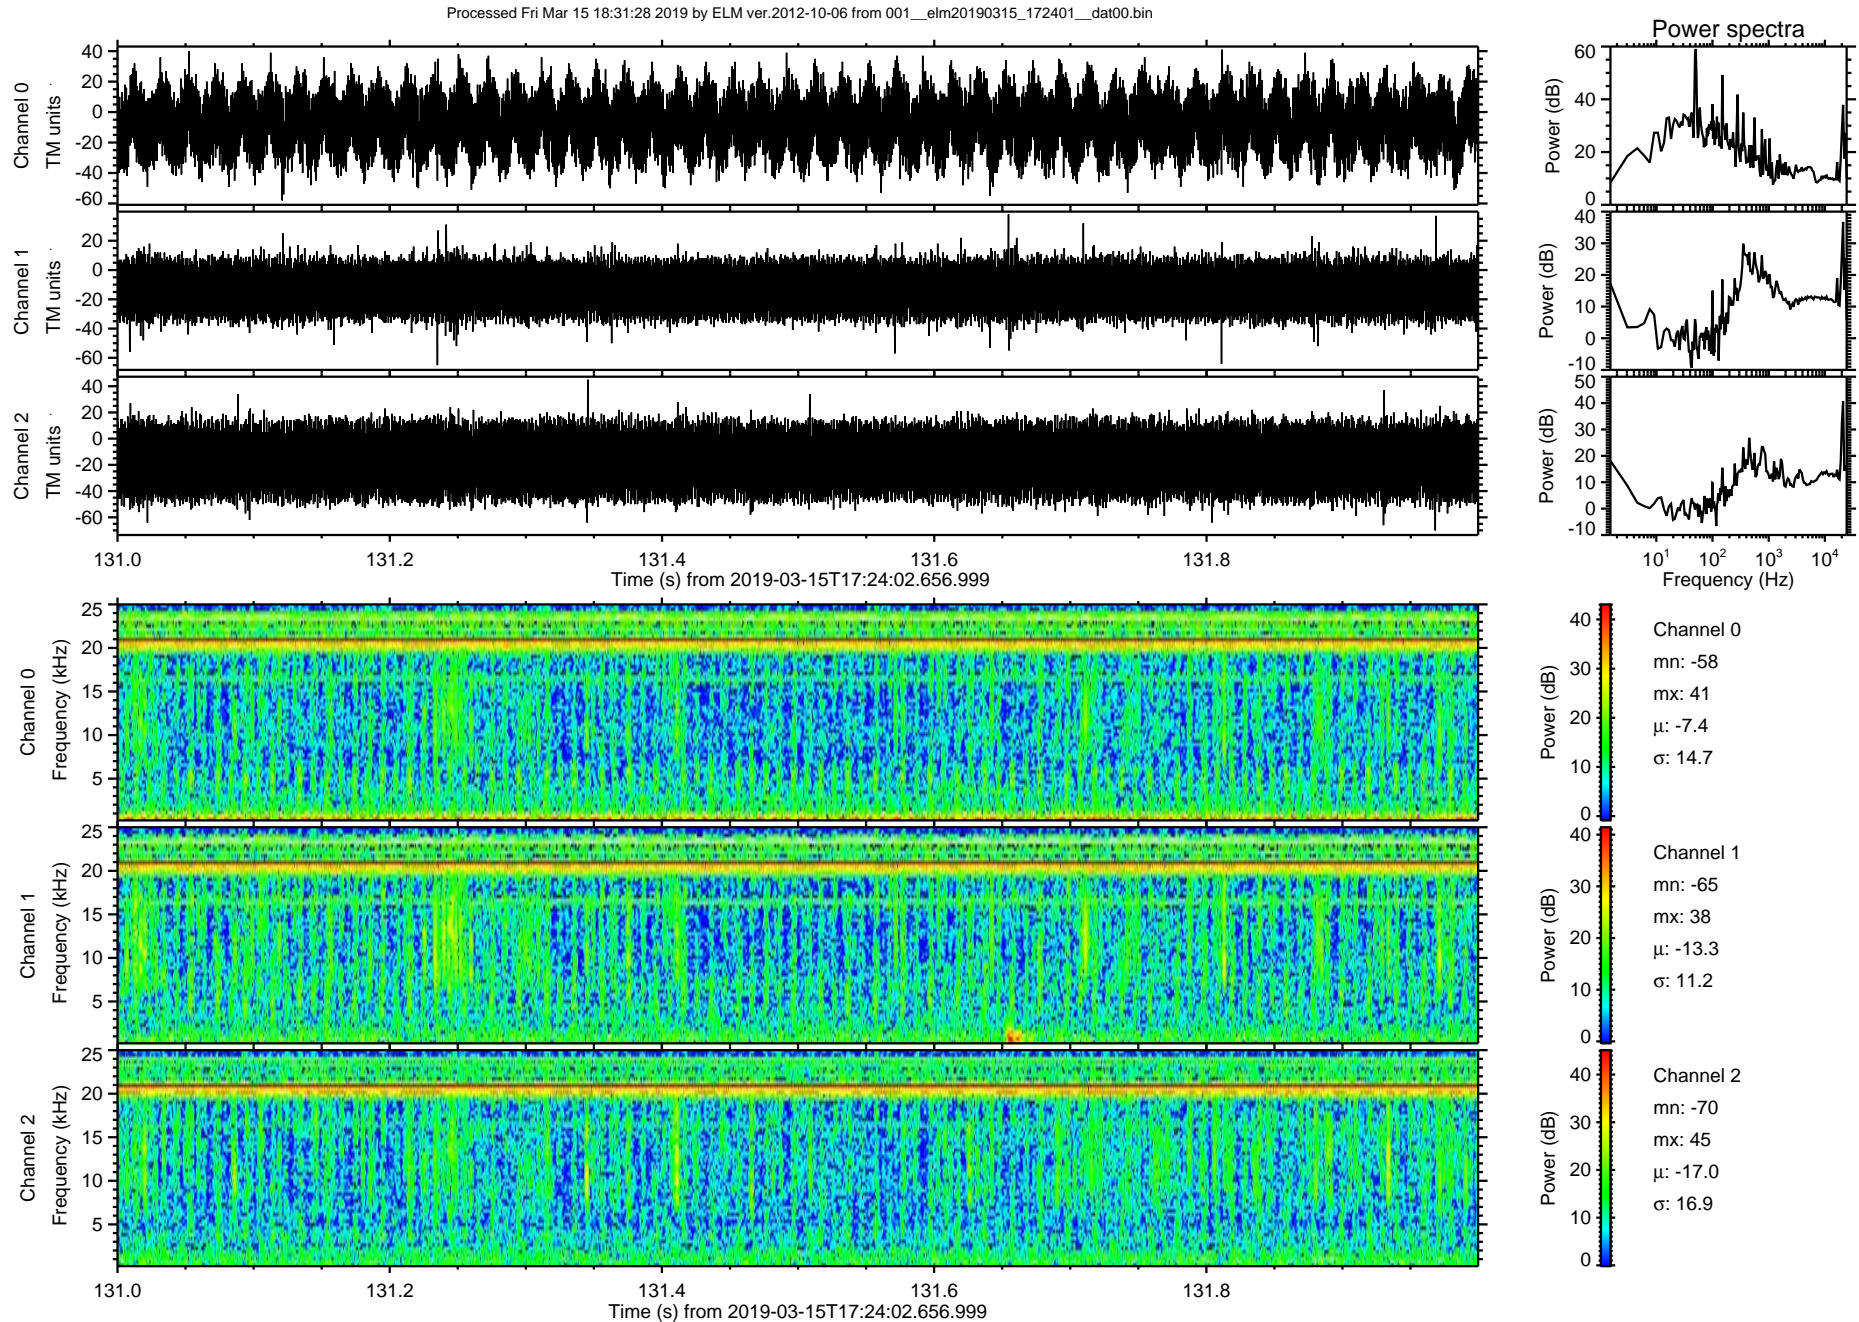 Processed Fri Mar 15 18:31:28 2019 by ELM ver.2012-10-06 from 001__elm20190315_172401__dat00.bin
Power spectra
Channel 0
TM units
40
20
0
-20
-40
-60
Power (dB)
60
40
20
0
Channel 1
TM units
20
0
-20
-40
-60
Power (dB)
40
30
20
10
0
-10
Channel 2
TM units
40
20
0
-20
-40
-60
Power (dB)
50
40
30
20
10
0
-10
131.0 131.2 131.4 131.6 131.8
Time (s) from 2019-03-15T17:24:02.656.999
10¹ 10² 10³ 10⁴
Frequency (Hz)
Channel 0
Frequency (kHz)
25
20
15
10
5
Power (dB)
40
30
20
10
0
Channel 0
mn: -58
mx: 41
μ: -7.4
σ: 14.7
Channel 1
Frequency (kHz)
25
20
15
10
5
Power (dB)
40
30
20
10
0
Channel 1
mn: -65
mx: 38
μ: -13.3
σ: 11.2
Channel 2
Frequency (kHz)
25
20
15
10
5
Power (dB)
40
30
20
10
0
Channel 2
mn: -70
mx: 45
μ: -17.0
σ: 16.9
131.0 131.2 131.4 131.6 131.8
Time (s) from 2019-03-15T17:24:02.656.999